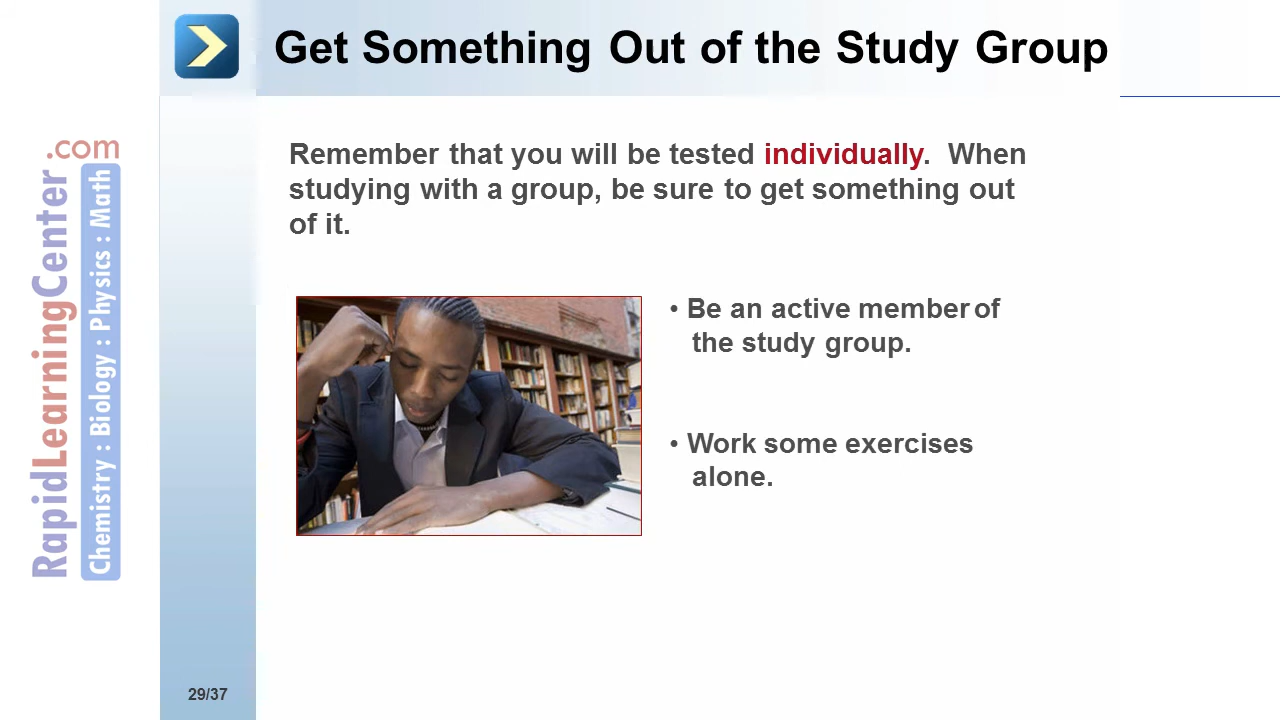 Get Something Out of the Study Group
Remember that you will be tested individually. When
studying with a group, be sure to get something out
of it.
• Be an active member of
the study group.
• Work some exercises
alone.
RapidLearningCenter
.com
Chemistry : Biology : Physics : Math
29/37